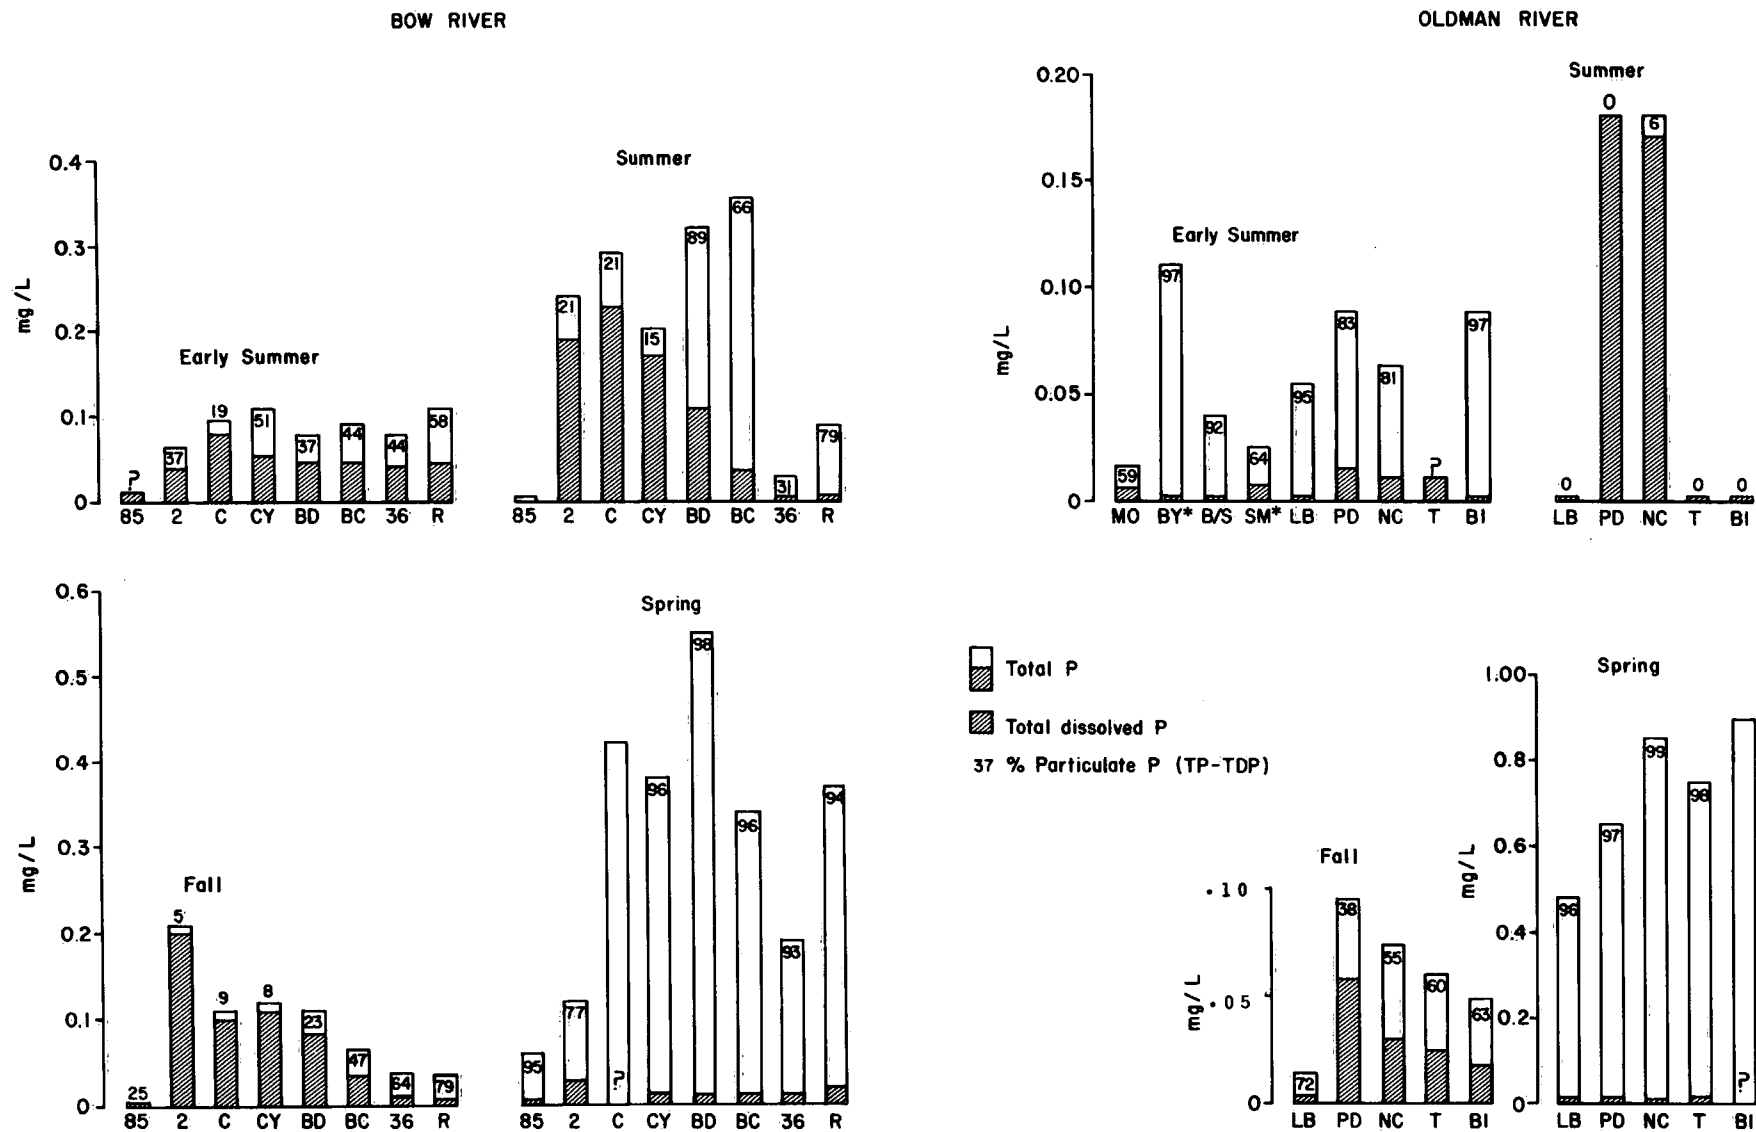 BOW RIVER
OLDMAN RIVER
Early Summer
Summer
mg/L
0.4
0.3
0.2
0.1
0
? 37 19 51 37 44 44 58
85 2 C CY BD BC 36 R
21 21 15 89 66 31 79
85 2 C CY BD BC 36 R
Fall
Spring
mg/L
0.6
0.5
0.4
0.3
0.2
0.1
0
25 5 9 8 23 47 64 79
85 2 C CY BD BC 36 R
95 77 ? 96 98 96 93 94
85 2 C CY BD BC 36 R
Early Summer
Summer
mg/L
0.20
0.15
0.10
0.05
0
59 97 92 64 95 83 81 ? 97
MO BY* B/S SM* LB PD NC T BI
0 0 6 0 0
LB PD NC T BI
Total P
Total dissolved P
37 % Particulate P (TP-TDP)
Fall
mg/L
.10
.05
0
72 38 55 60 63
LB PD NC T BI
Spring
mg/L
1.00
0.8
0.6
0.4
0.2
0
96 97 99 98 ?
LB PD NC T BI